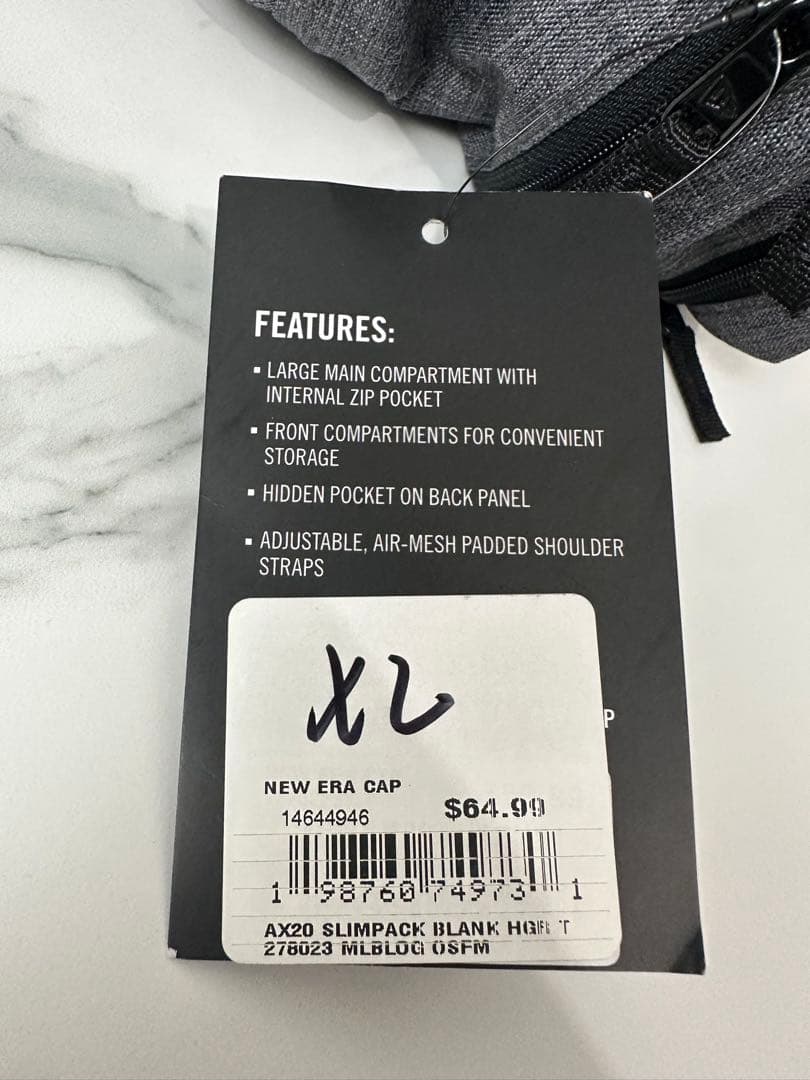 FEATURES:
▪ LARGE MAIN COMPARTMENT WITH
INTERNAL ZIP POCKET
▪ FRONT COMPARTMENTS FOR CONVENIENT
STORAGE
▪ HIDDEN POCKET ON BACK PANEL
▪ ADJUSTABLE, AIR-MESH PADDED SHOULDER
STRAPS
P
NEW ERA CAP
14644946 $64.99
1 98760 74973 1
AX20 SLIMPACK BLANK
278023 MLBLOG OSFM